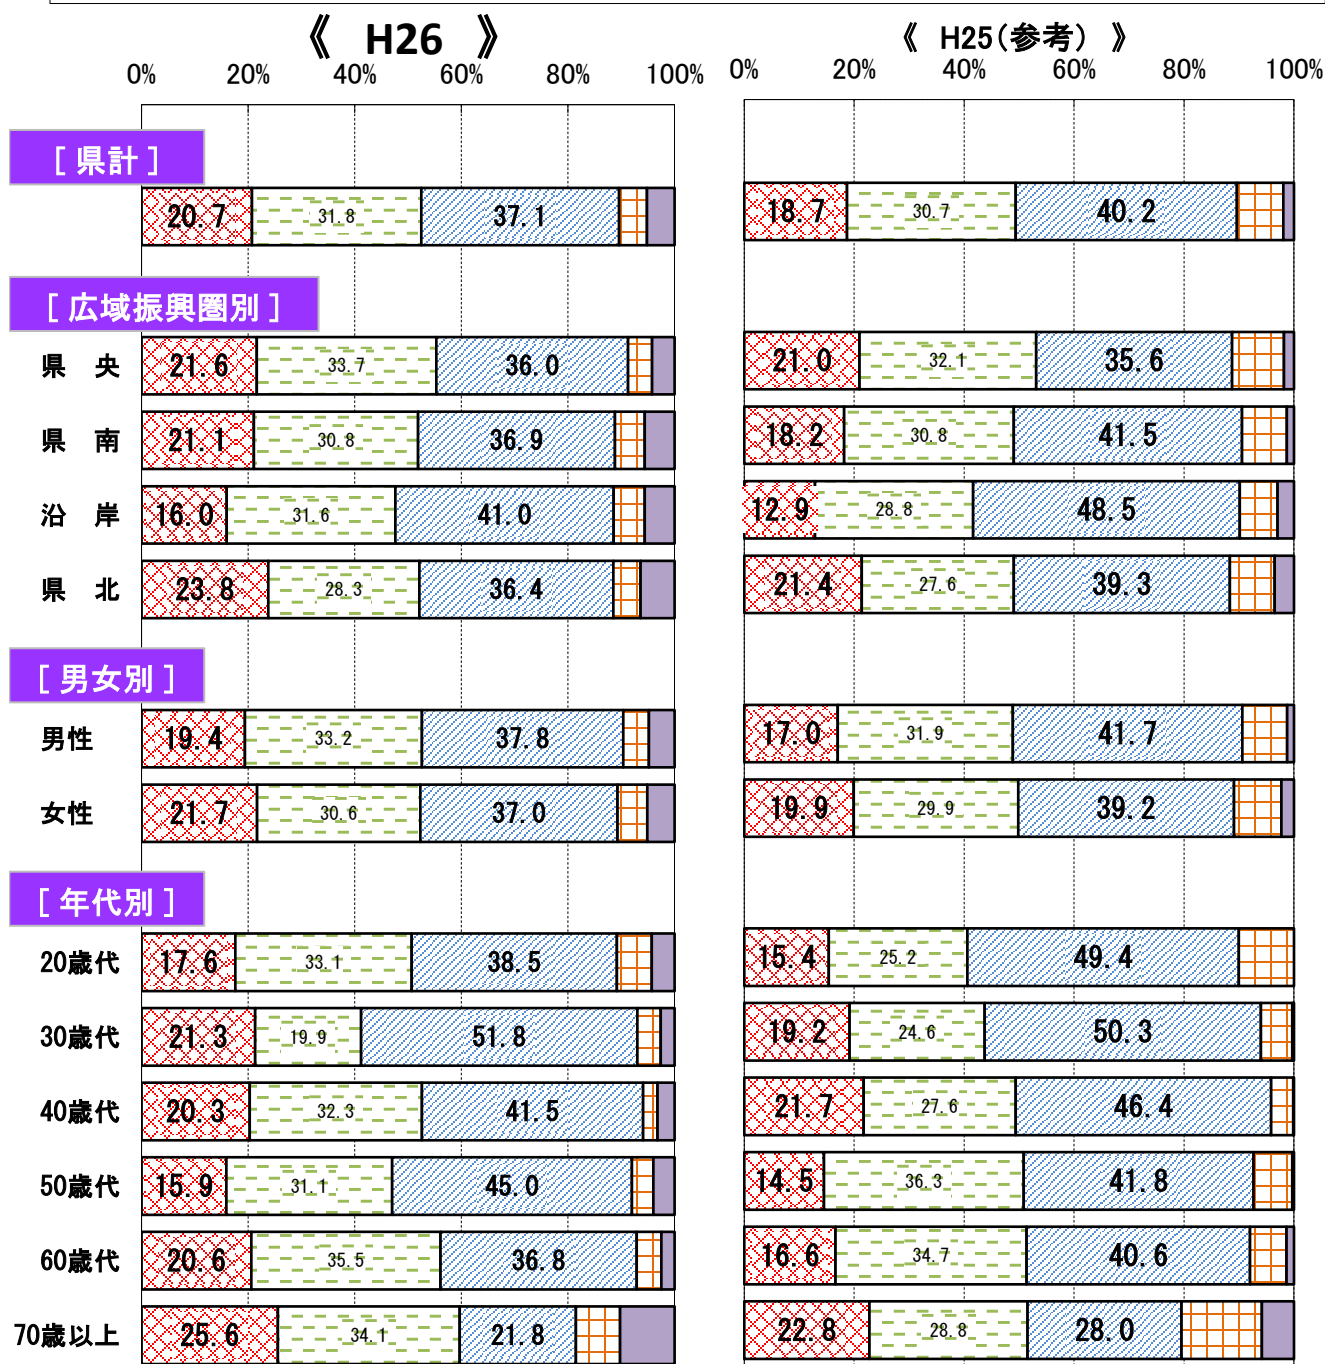 《 H26 》
《 H25(参考) 》
0% 20% 40% 60% 80% 100%
0% 20% 40% 60% 80% 100%
[ 県計 ]
20.7 31.8 37.1
18.7 30.7 40.2
[ 広域振興圏別 ]
県 央 21.6 33.7 36.0
21.0 32.1 35.6
県 南 21.1 30.8 36.9
18.2 30.8 41.5
沿 岸 16.0 31.6 41.0
12.9 28.8 48.5
県 北 23.8 28.3 36.4
21.4 27.6 39.3
[ 男女別 ]
男性 19.4 33.2 37.8
17.0 31.9 41.7
女性 21.7 30.6 37.0
19.9 29.9 39.2
[ 年代別 ]
20歳代 17.6 33.1 38.5
15.4 25.2 49.4
30歳代 21.3 19.9 51.8
19.2 24.6 50.3
40歳代 20.3 32.3 41.5
21.7 27.6 46.4
50歳代 15.9 31.1 45.0
14.5 36.3 41.8
60歳代 20.6 35.5 36.8
16.6 34.7 40.6
70歳以上 25.6 34.1 21.8
22.8 28.8 28.0